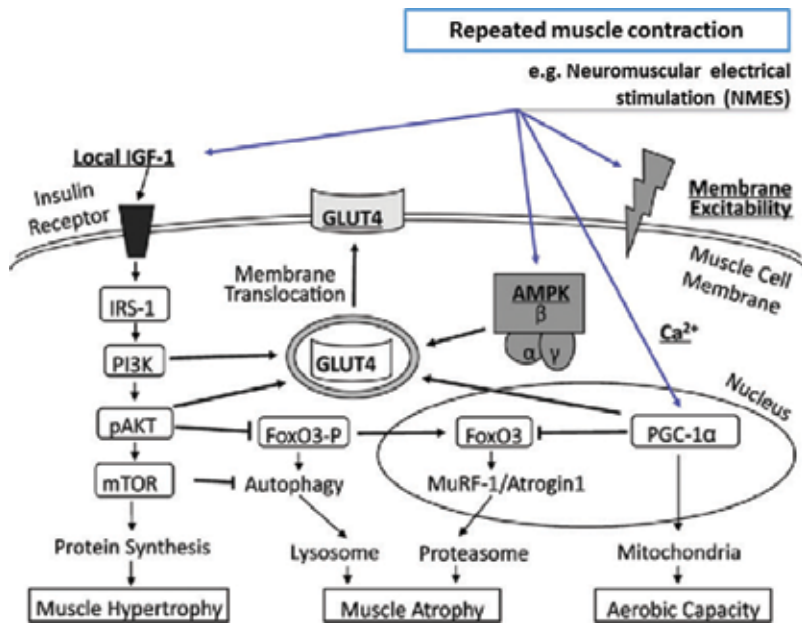 Repeated muscle contraction
e.g. Neuromuscular electrical
stimulation (NMES)
Local IGF-1
Insulin
Receptor
GLUT4
Membrane
Excitability
Muscle Cell
Membrane
Membrane
Translocation
IRS-1
AMPK
β
α γ
Ca²⁺
PI3K
GLUT4
Nucleus
pAKT
FoxO3-P
FoxO3
PGC-1α
mTOR
Autophagy
MuRF-1/Atrogin1
Protein Synthesis
Lysosome
Proteasome
Mitochondria
Muscle Hypertrophy
Muscle Atrophy
Aerobic Capacity